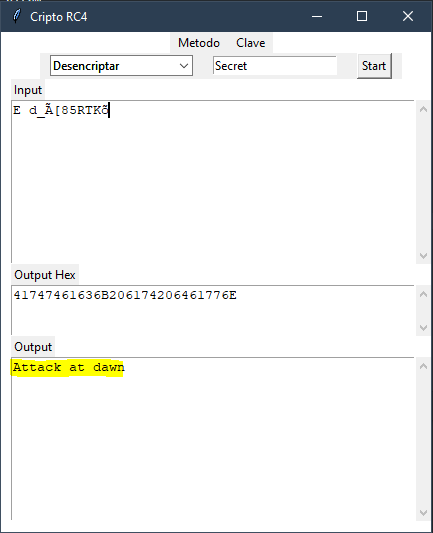 Cripto RC4
Metodo Clave
Desencriptar Secret Start
Input
E d_Ã[85RTKõ
Output Hex
41747461636B206174206461776E
Output
Attack at dawn